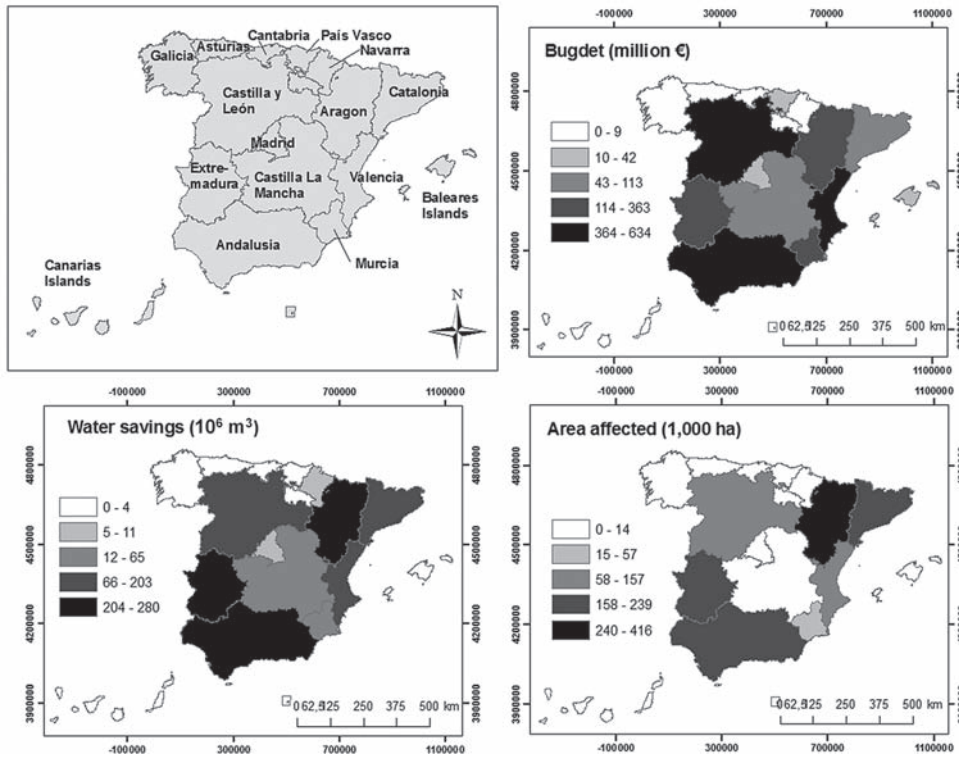 Cantabria
País Vasco
Asturias
Navarra
Galicia
Catalonia
Castilla y
León
Aragon
Madrid
Extre-
madura
Castilla La
Mancha
Valencia
Baleares
Islands
Andalusia
Murcia
Canarias
Islands
N
-100000 300000 700000 1100000
Bugdet (million €)
0 - 9
10 - 42
43 - 113
114 - 363
364 - 634
4800000
4500000
4200000
3900000
0 62,5 125 250 375 500 km
-100000 300000 700000 1100000
-100000 300000 700000 1100000
Water savings (10⁶ m³)
0 - 4
5 - 11
12 - 65
66 - 203
204 - 280
4800000
4500000
4200000
3900000
0 62,5 125 250 375 500 km
-100000 300000 700000 1100000
Area affected (1,000 ha)
0 - 14
15 - 57
58 - 157
158 - 239
240 - 416
4800000
4500000
4200000
3900000
0 62,5 125 250 375 500 km
-100000 300000 700000 1100000